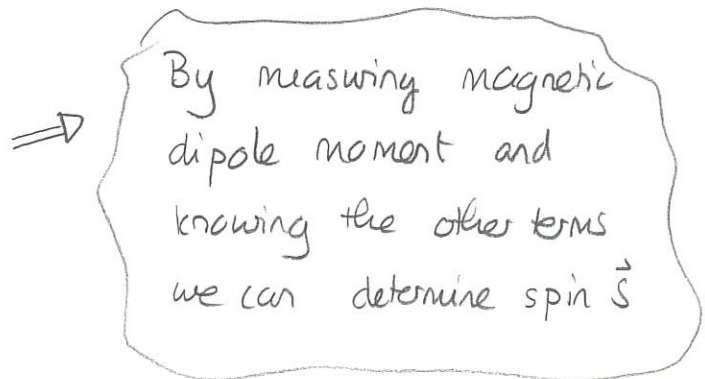 ⇒ By measuring magnetic
dipole moment and
knowing the other terms
we can determine spin s⃗